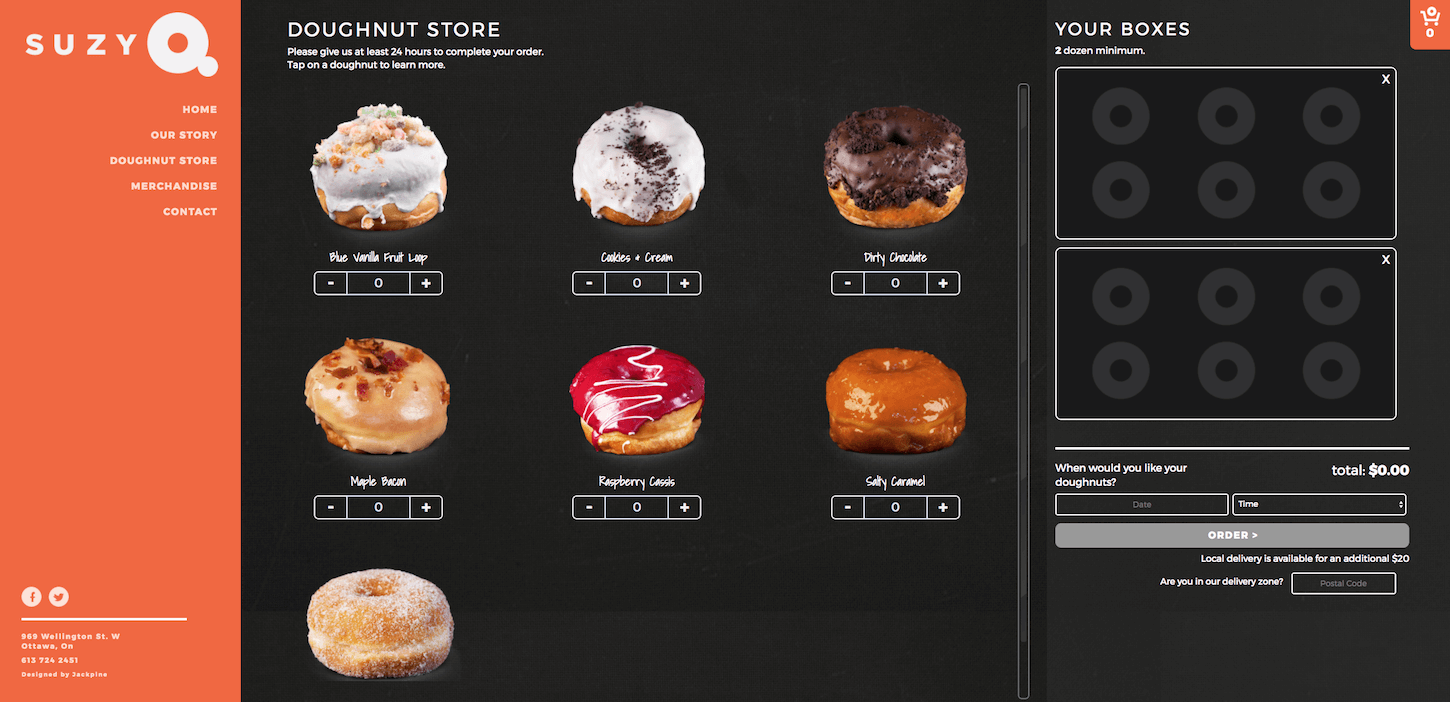 SUZY Q
HOME
OUR STORY
DOUGHNUT STORE
MERCHANDISE
CONTACT
969 Wellington St. W
Ottawa, On
613 724 2451
Designed by Jackpine
DOUGHNUT STORE
Please give us at least 24 hours to complete your order.
Tap on a doughnut to learn more.
Blue Vanilla Fruit Loop
- 0 +
Cookies & Cream
- 0 +
Dirty Chocolate
- 0 +
Maple Bacon
- 0 +
Raspberry Cassis
- 0 +
Salty Caramel
- 0 +
YOUR BOXES
2 dozen minimum.
X
X
When would you like your
doughnuts?
total: $0.00
Date
Time
ORDER >
Local delivery is available for an additional $20
Are you in our delivery zone?
Postal Code
0